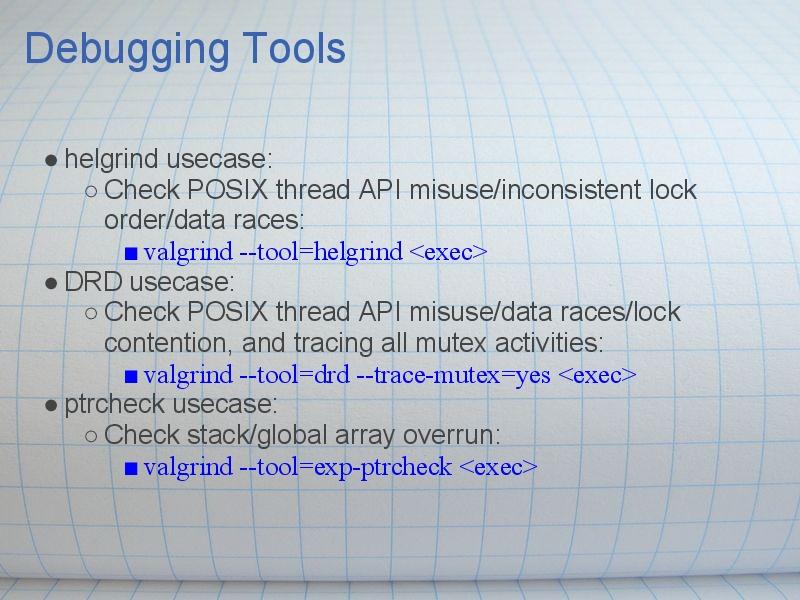 Debugging Tools
● helgrind usecase:
○ Check POSIX thread API misuse/inconsistent lock
order/data races:
■ valgrind --tool=helgrind <exec>
● DRD usecase:
○ Check POSIX thread API misuse/data races/lock
contention, and tracing all mutex activities:
■ valgrind --tool=drd --trace-mutex=yes <exec>
● ptrcheck usecase:
○ Check stack/global array overrun:
■ valgrind --tool=exp-ptrcheck <exec>